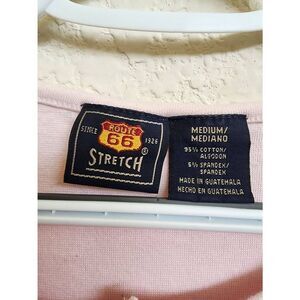 SINCE
ROUTE
66
1926
STRETCH®
MEDIUM/
MEDIANO
95% COTTON/
ALGODON
5% SPANDEX/
SPANDEX
MADE IN GUATEMALA
HECHO EN GUATEMALA